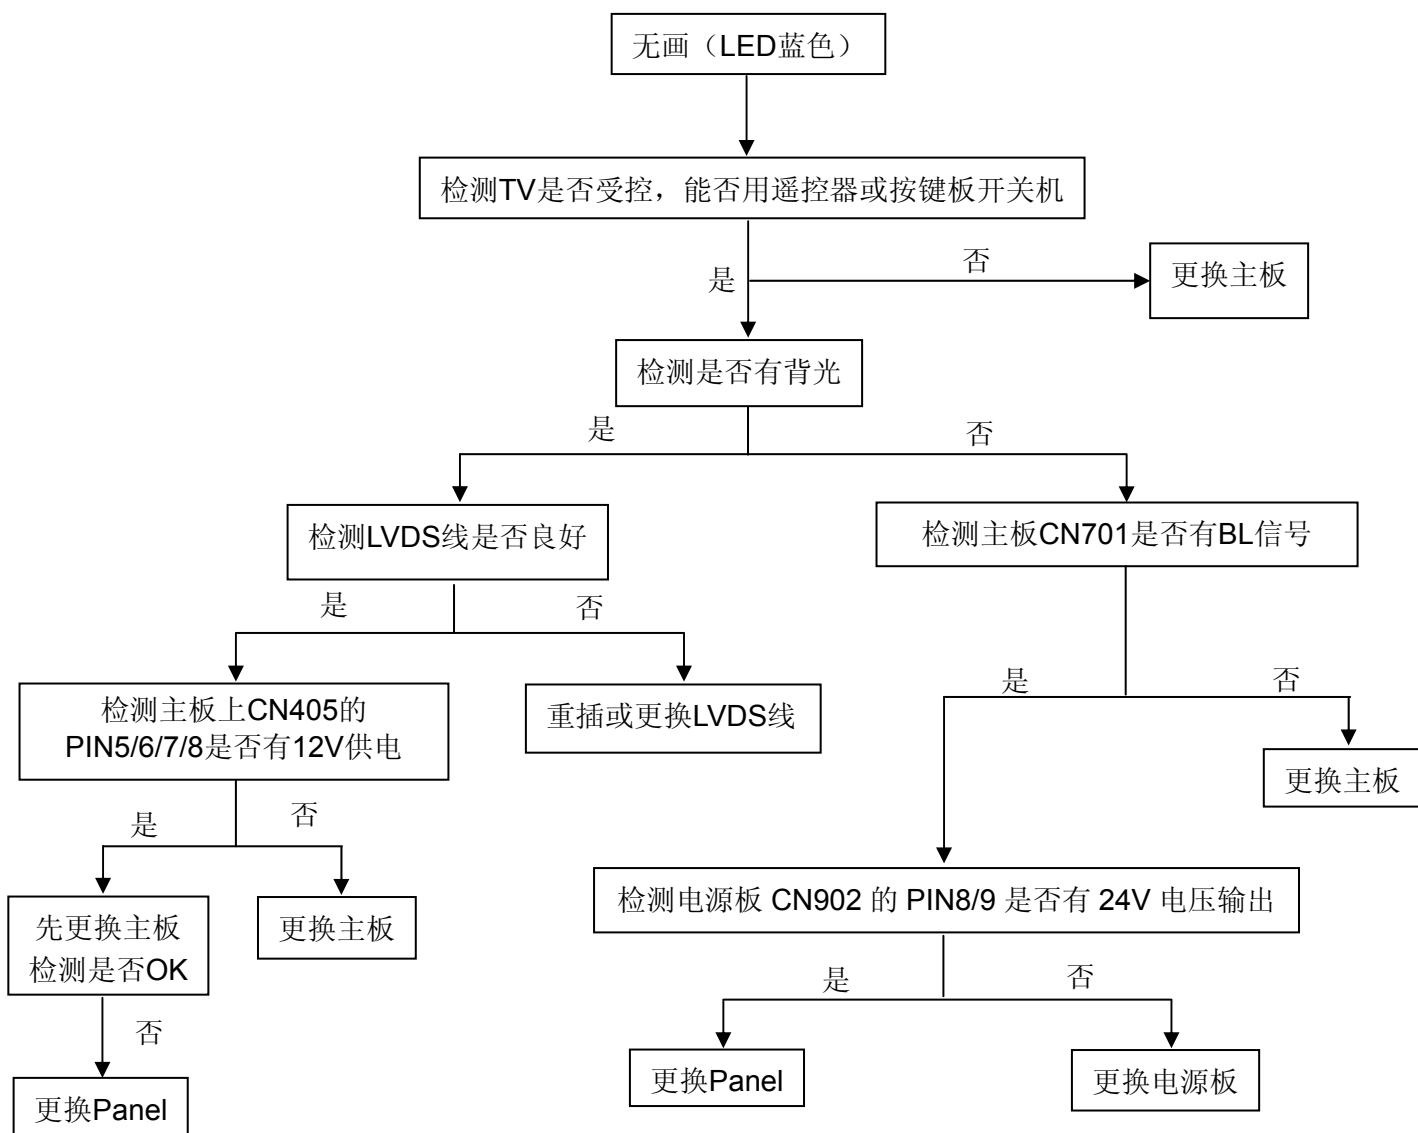 无画（LED蓝色）
检测TV是否受控，能否用遥控器或按键板开关机
否
更换主板
是
检测是否有背光
是
否
检测LVDS线是否良好
检测主板CN701是否有BL信号
是
否
是
否
检测主板上CN405的
PIN5/6/7/8是否有12V供电
重插或更换LVDS线
更换主板
是
否
检测电源板 CN902 的 PIN8/9 是否有 24V 电压输出
先更换主板
检测是否OK
更换主板
是
否
否
更换Panel
更换Panel
更换电源板